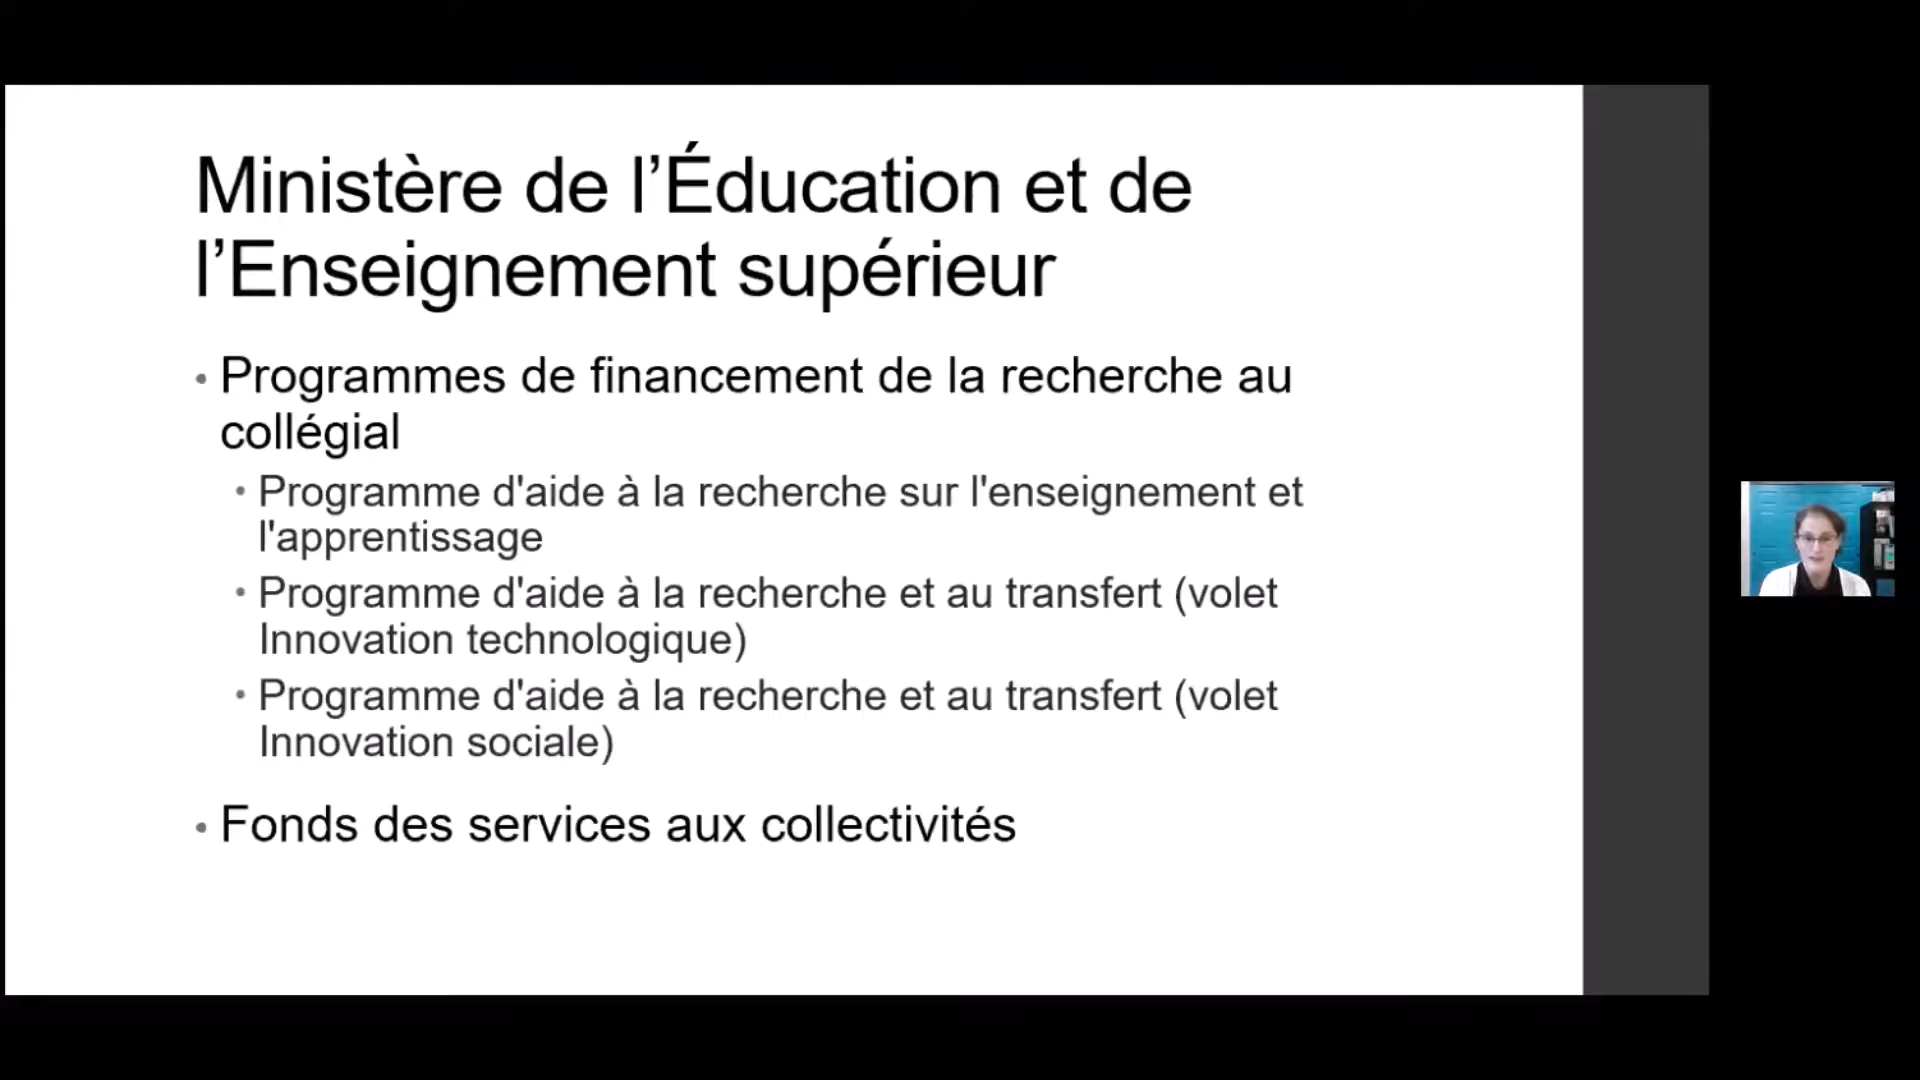 Ministère de l’Éducation et de
l’Enseignement supérieur
• Programmes de financement de la recherche au
collégial
• Programme d'aide à la recherche sur l'enseignement et
l'apprentissage
• Programme d'aide à la recherche et au transfert (volet
Innovation technologique)
• Programme d'aide à la recherche et au transfert (volet
Innovation sociale)
• Fonds des services aux collectivités